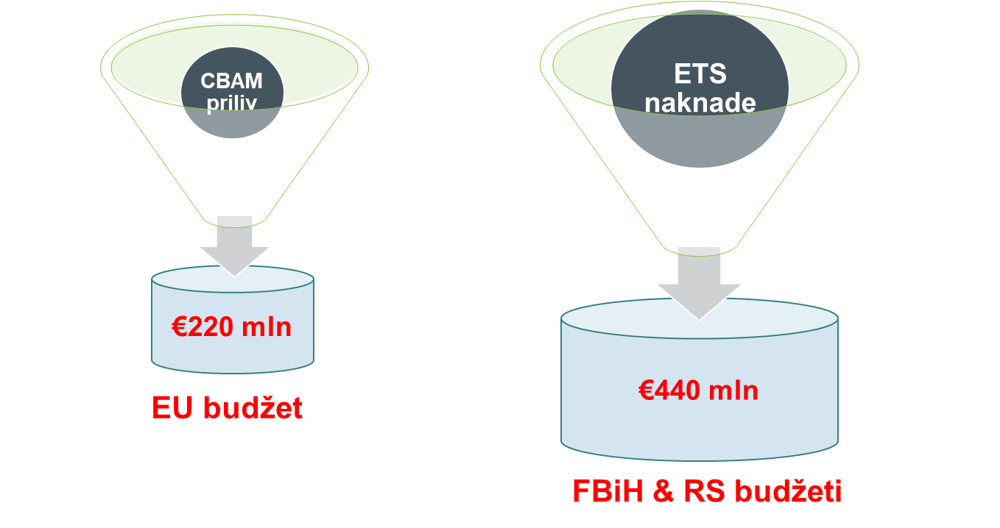 CBAM
priliv
€220 mln
EU budžet
ETS
naknade
€440 mln
FBiH & RS budžeti